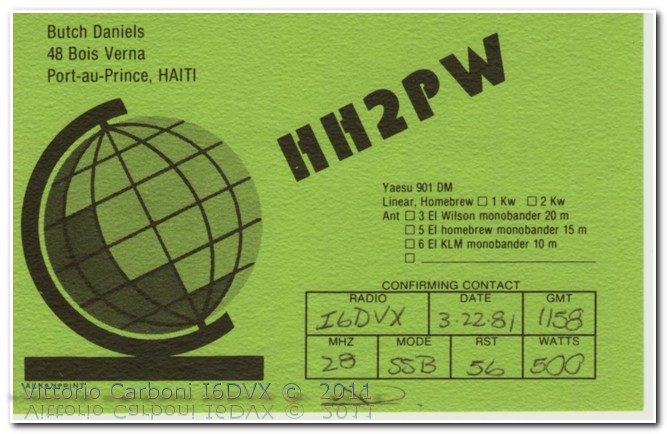 Butch Daniels
48 Bois Verna
Port-au-Prince, HAITI
HH2PW
Yaesu 901 DM
Linear, Homebrew □ 1 Kw □ 2 Kw
Ant □ 3 El Wilson monobander 20 m
□ 5 El homebrew monobander 15 m
□ 6 El KLM monobander 10 m
□
CONFIRMING CONTACT
RADIO DATE GMT
I6DVX 3-22-81 1158
MHZ MODE RST WATTS
28 SSB 56 500
Vittorio Carboni I6DVX © 2011